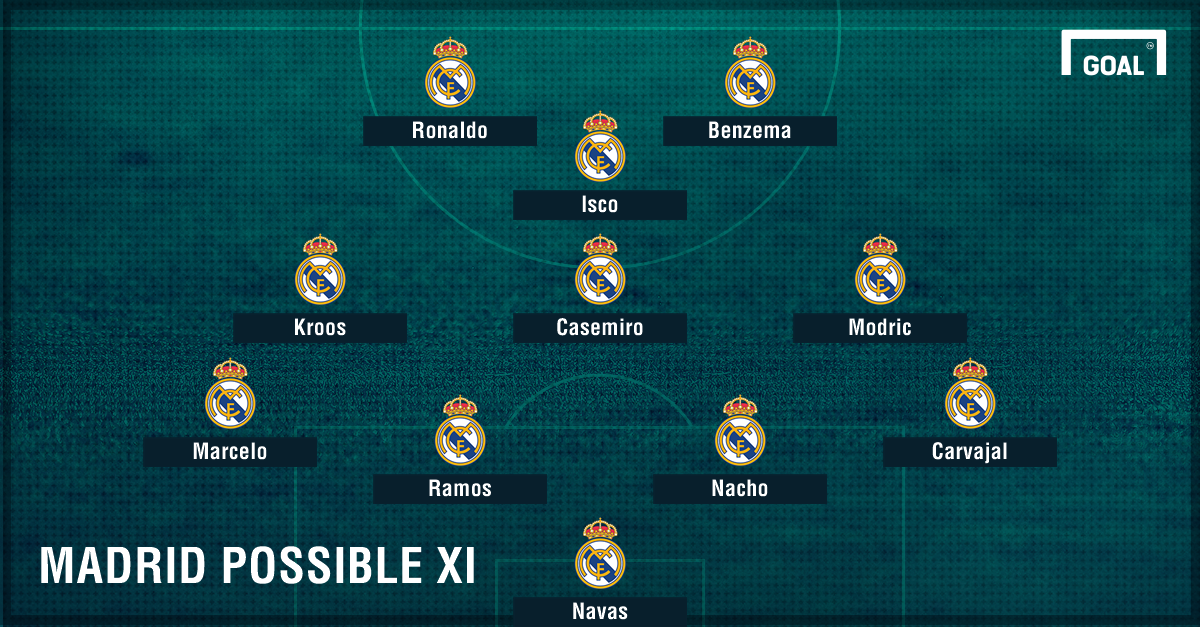 GOAL
Ronaldo
Benzema
Isco
Kroos
Casemiro
Modric
Marcelo
Carvajal
Ramos
Nacho
MADRID POSSIBLE XI
Navas